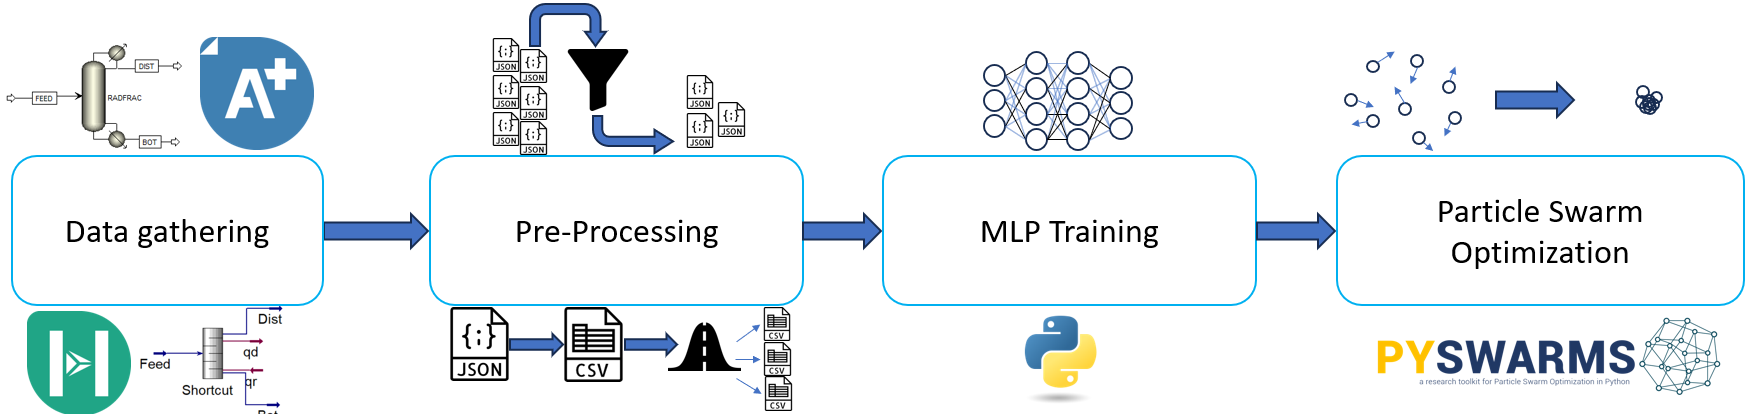 DIST
FEED
RADFRAC
BOT
A+
{;}
JSON
{;}
JSON
{;}
JSON
{;}
JSON
{;}
JSON
{;}
JSON
{;}
JSON
{;}
JSON
{;}
JSON
Data gathering
Pre-Processing
MLP Training
Particle Swarm
Optimization
H
Dist
Feed
qd
qr
Shortcut
{;}
JSON
CSV
CSV
CSV
CSV
PYSWARMS
a research toolkit for Particle Swarm Optimization in Python